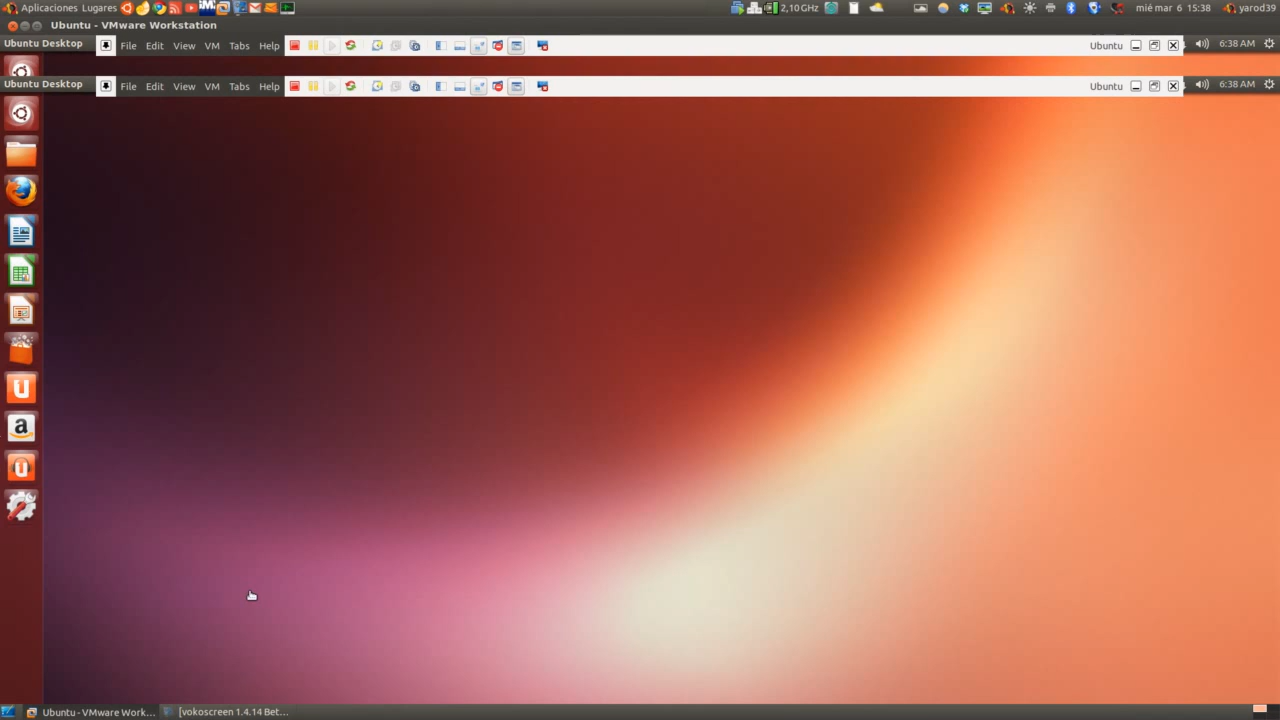 Aplicaciones Lugares 2,10 GHz mié mar 6 15:38 yarod39
Ubuntu - VMware Workstation
Ubuntu Desktop File Edit View VM Tabs Help Ubuntu 6:38 AM
Ubuntu Desktop File Edit View VM Tabs Help Ubuntu 6:38 AM
Ubuntu - VMware Work... [vokoscreen 1.4.14 Bet...